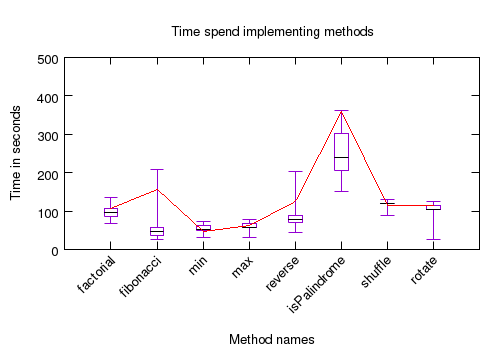 Time spend implementing methods
500
400
300
200
100
0
Time in seconds
factorial
fibonacci
min
max
reverse
isPalindrome
shuffle
rotate
Method names